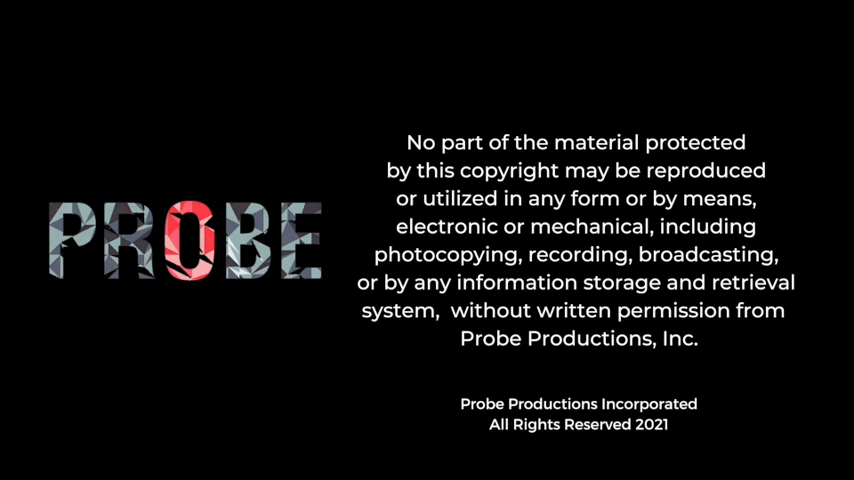 PROBE
No part of the material protected
by this copyright may be reproduced
or utilized in any form or by means,
electronic or mechanical, including
photocopying, recording, broadcasting,
or by any information storage and retrieval
system,  without written permission from
Probe Productions, Inc.
Probe Productions Incorporated
All Rights Reserved 2021